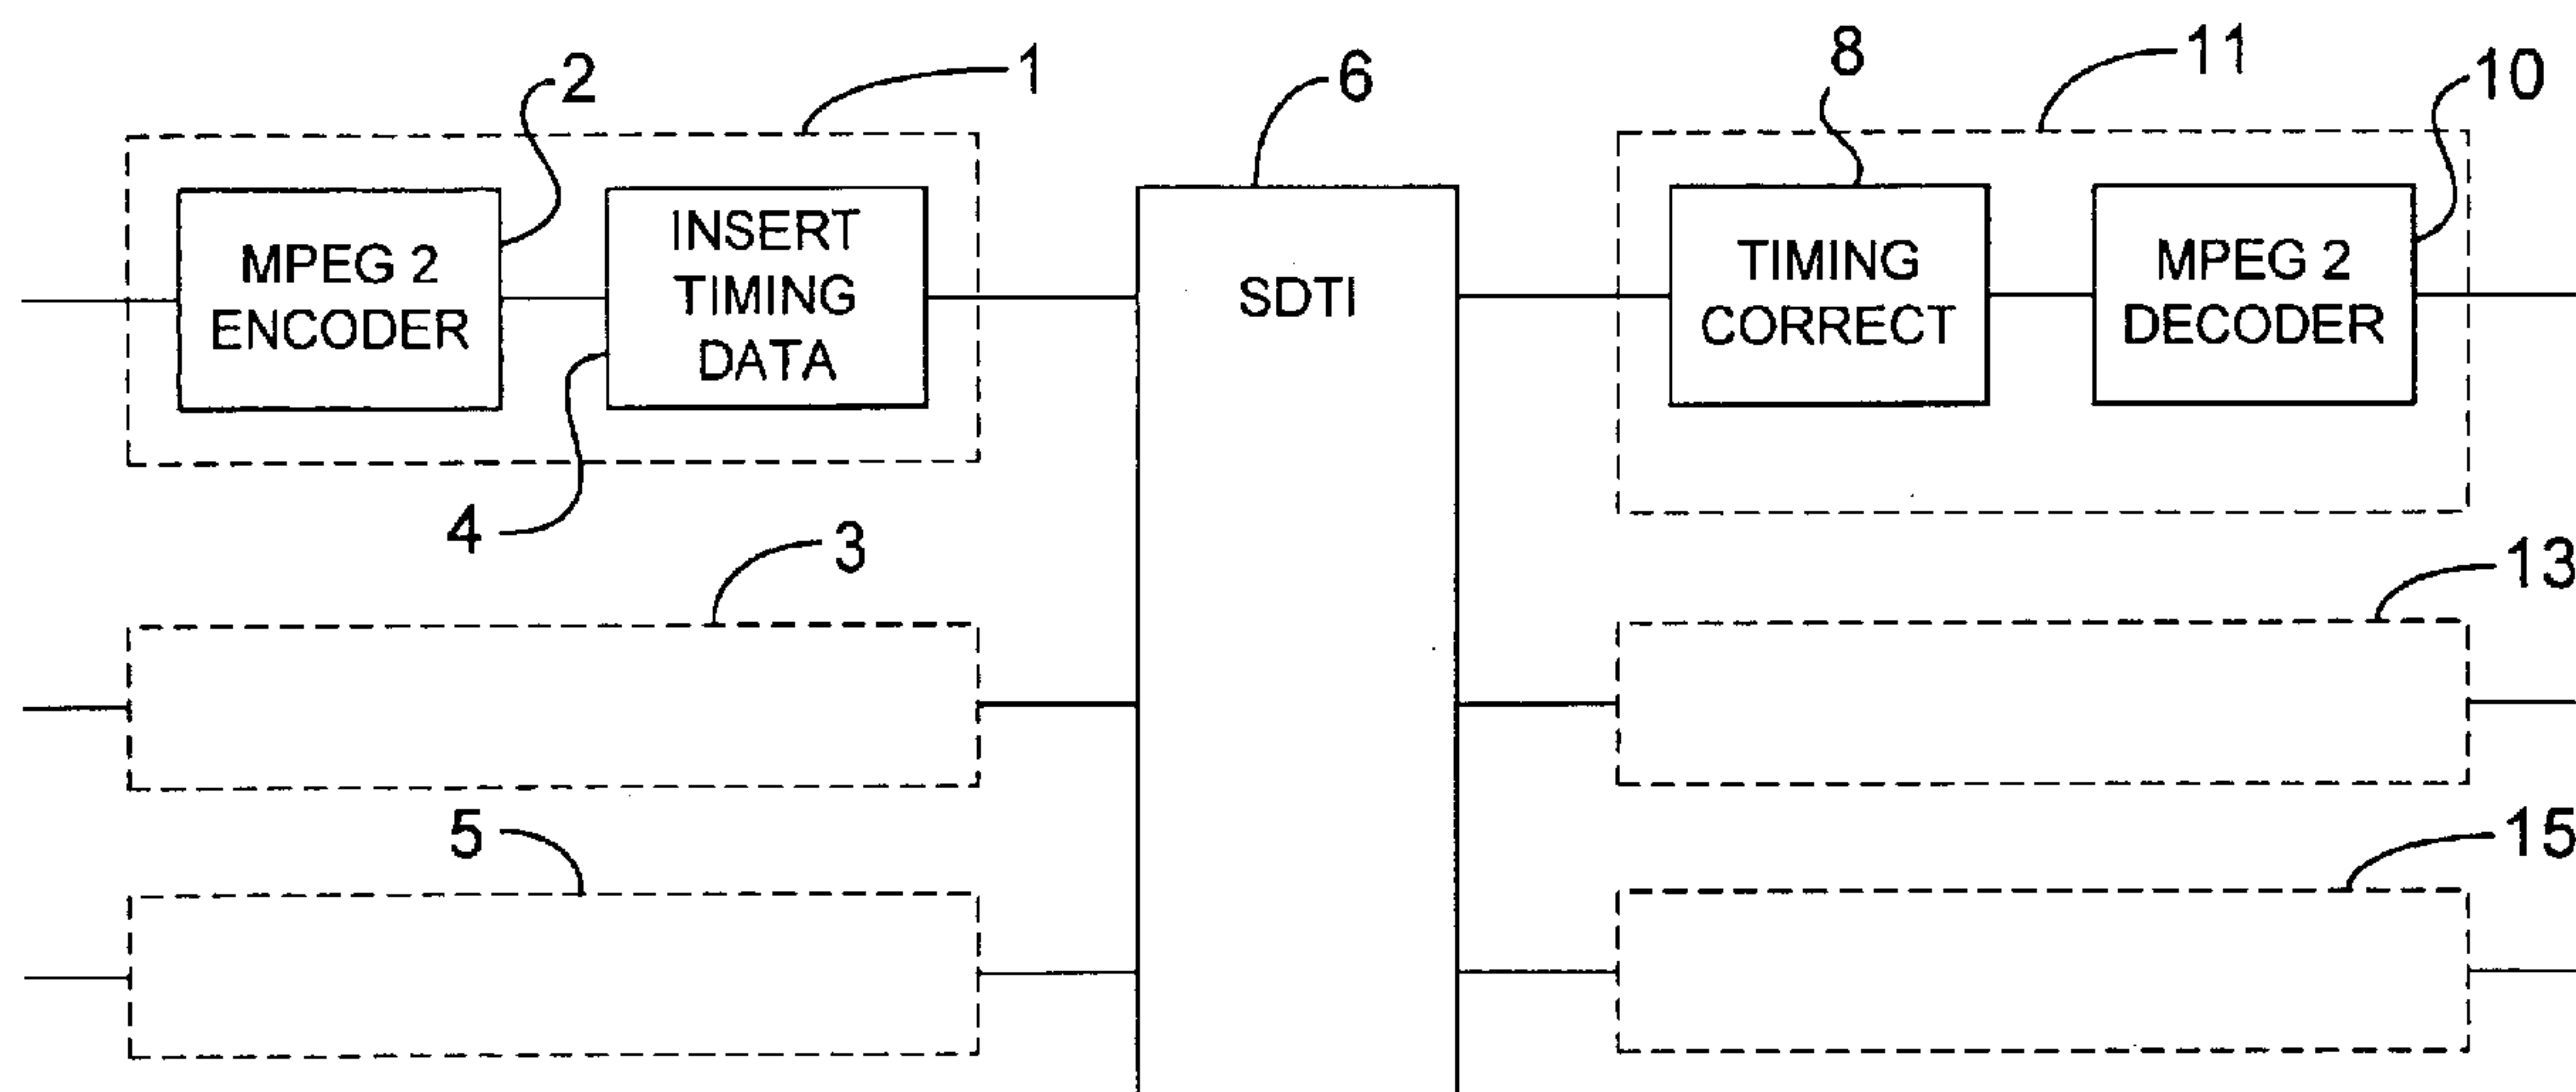 2
1
6
8
11
10
MPEG 2
ENCODER
INSERT
TIMING
DATA
SDTI
TIMING
CORRECT
MPEG 2
DECODER
4
3
13
5
15